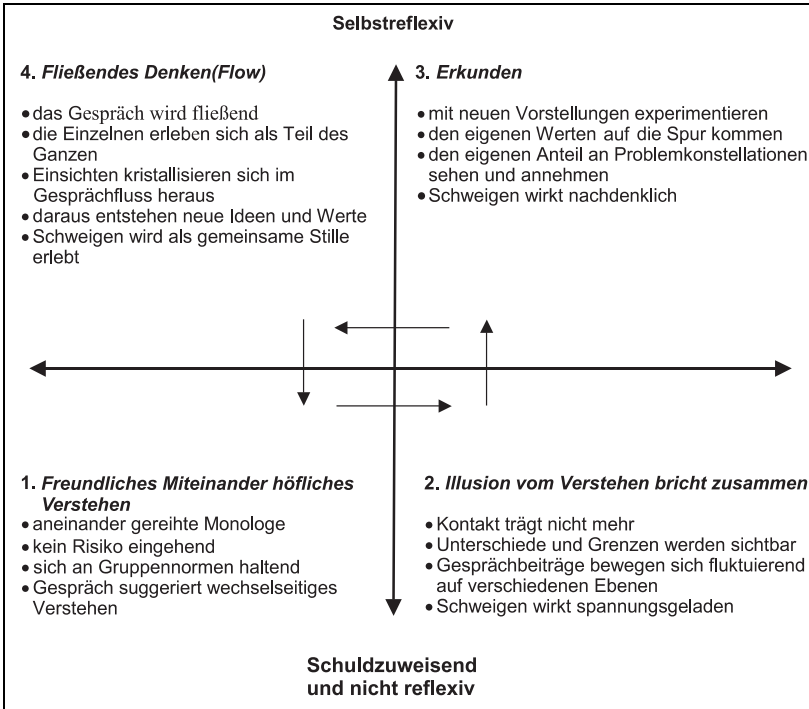 Selbstreflexiv
4. Fließendes Denken(Flow)
• das Gespräch wird fließend
• die Einzelnen erleben sich als Teil des
Ganzen
• Einsichten kristallisieren sich im
Gesprächfluss heraus
• daraus entstehen neue Ideen und Werte
• Schweigen wird als gemeinsame Stille
erlebt
3. Erkunden
• mit neuen Vorstellungen experimentieren
• den eigenen Werten auf die Spur kommen
• den eigenen Anteil an Problemkonstellationen
sehen und annehmen
• Schweigen wirkt nachdenklich
1. Freundliches Miteinander höfliches
Verstehen
• aneinander gereihte Monologe
• kein Risiko eingehend
• sich an Gruppennormen haltend
• Gespräch suggeriert wechselseitiges
Verstehen
2. Illusion vom Verstehen bricht zusammen
• Kontakt trägt nicht mehr
• Unterschiede und Grenzen werden sichtbar
• Gesprächbeiträge bewegen sich fluktuierend
auf verschiedenen Ebenen
• Schweigen wirkt spannungsgeladen
Schuldzuweisend
und nicht reflexiv